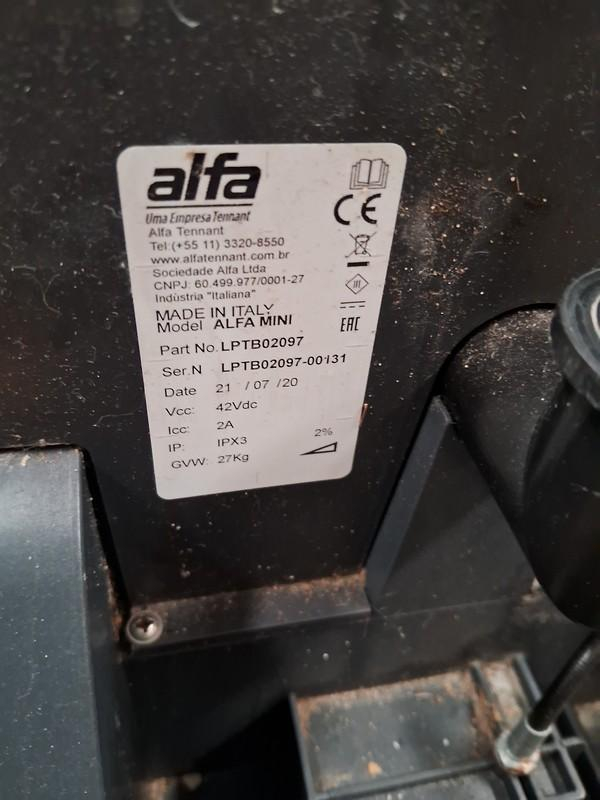 alfa
Uma Empresa Tennant
Alfa Tennant
Tel:(+55 11) 3320-8550
www.alfatennant.com.br
Sociedade Alfa Ltda
CNPJ: 60.499.977/0001-27
Indústria "Italiana"
MADE IN ITALY
Model ALFA MINI
Part No. LPTB02097
Ser.N LPTB02097-00131
Date 21 / 07 / 20
Vcc: 42Vdc
Icc: 2A
IP: IPX3
GVW: 27Kg
CE
III
EAC
2%